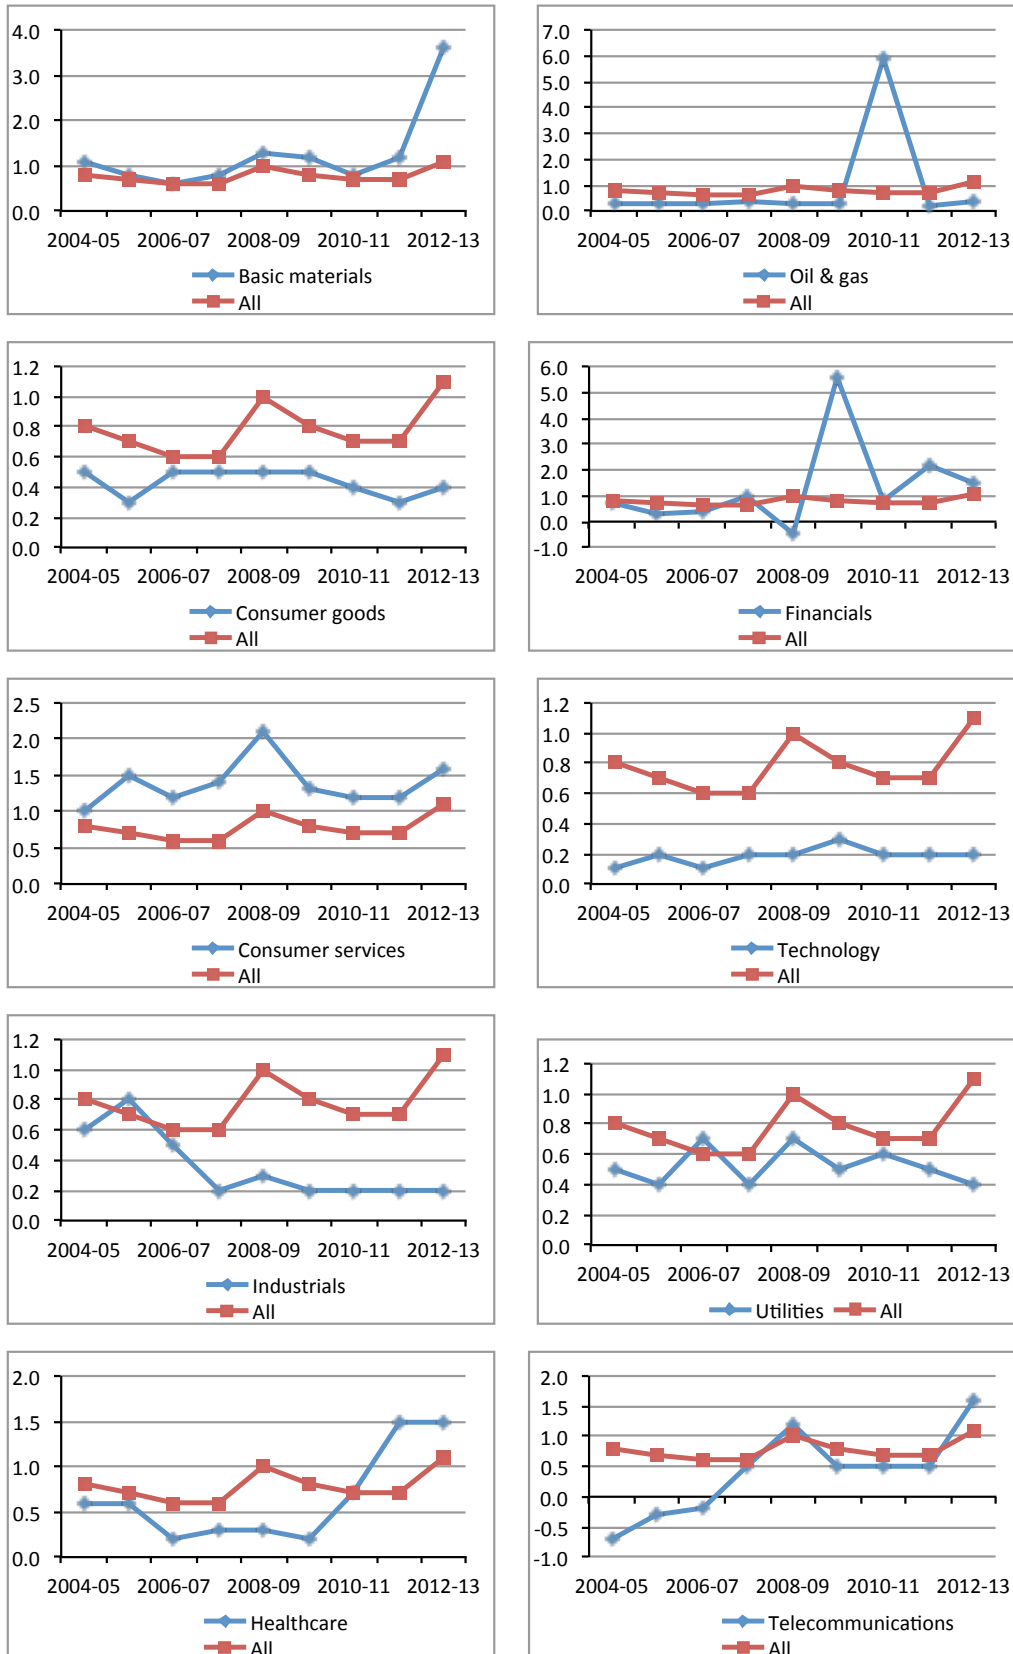 4.0
3.0
2.0
1.0
0.0
2004-05 2006-07 2008-09 2010-11 2012-13
Basic materials
All
7.0
6.0
5.0
4.0
3.0
2.0
1.0
0.0
2004-05 2006-07 2008-09 2010-11 2012-13
Oil & gas
All
1.2
1.0
0.8
0.6
0.4
0.2
0.0
2004-05 2006-07 2008-09 2010-11 2012-13
Consumer goods
All
6.0
5.0
4.0
3.0
2.0
1.0
0.0
-1.0
2004-05 2006-07 2008-09 2010-11 2012-13
Financials
All
2.5
2.0
1.5
1.0
0.5
0.0
2004-05 2006-07 2008-09 2010-11 2012-13
Consumer services
All
1.2
1.0
0.8
0.6
0.4
0.2
0.0
2004-05 2006-07 2008-09 2010-11 2012-13
Technology
All
1.2
1.0
0.8
0.6
0.4
0.2
0.0
2004-05 2006-07 2008-09 2010-11 2012-13
Industrials
All
1.2
1.0
0.8
0.6
0.4
0.2
0.0
2004-05 2006-07 2008-09 2010-11 2012-13
Utilities All
2.0
1.5
1.0
0.5
0.0
2004-05 2006-07 2008-09 2010-11 2012-13
Healthcare
All
2.0
1.5
1.0
0.5
0.0
-0.5
-1.0
2004-05 2006-07 2008-09 2010-11 2012-13
Telecommunications
All